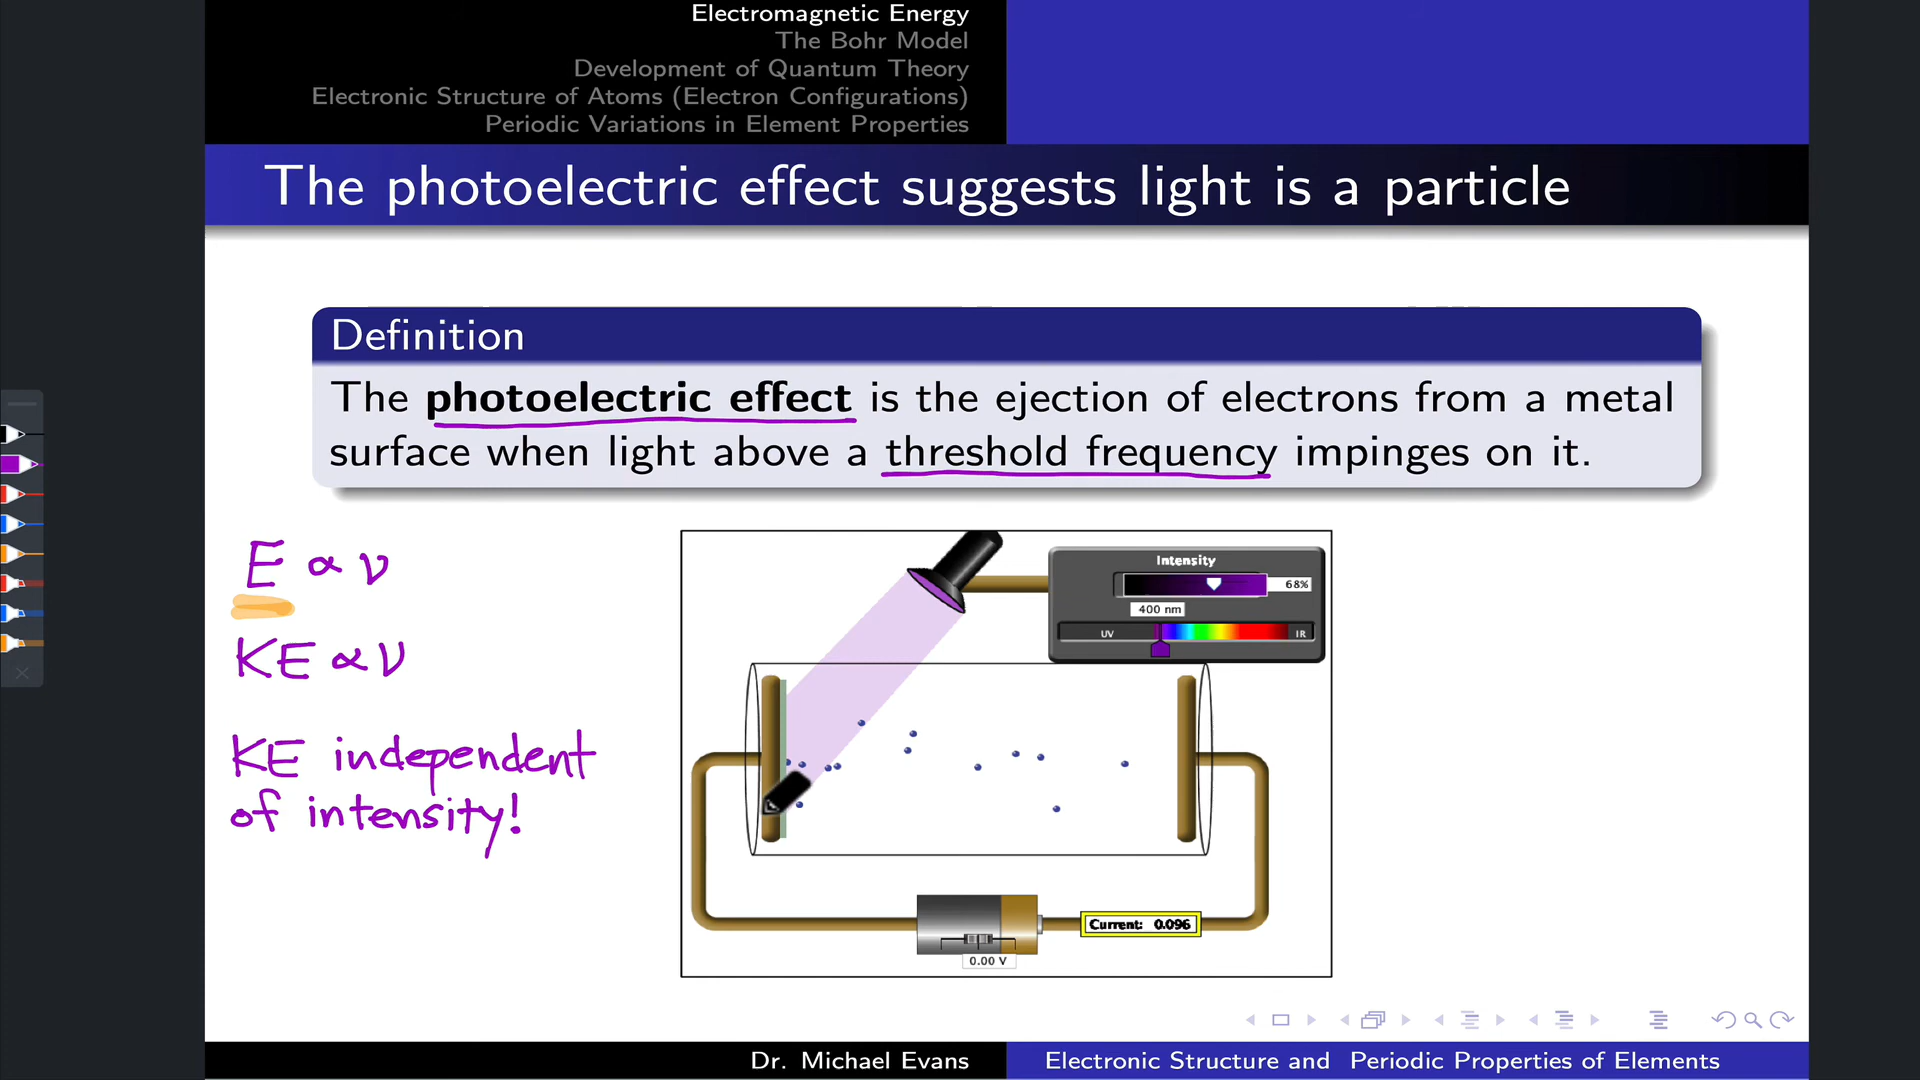 Electromagnetic Energy
The Bohr Model
Development of Quantum Theory
Electronic Structure of Atoms (Electron Configurations)
Periodic Variations in Element Properties
The photoelectric effect suggests light is a particle
Definition
The photoelectric effect is the ejection of electrons from a metal
surface when light above a threshold frequency impinges on it.
E ∝ ν
KE ∝ ν
KE independent
of intensity!
Intensity
68%
400 nm
UV
IR
Current: 0.096
0.00 V
Dr. Michael Evans
Electronic Structure and Periodic Properties of Elements